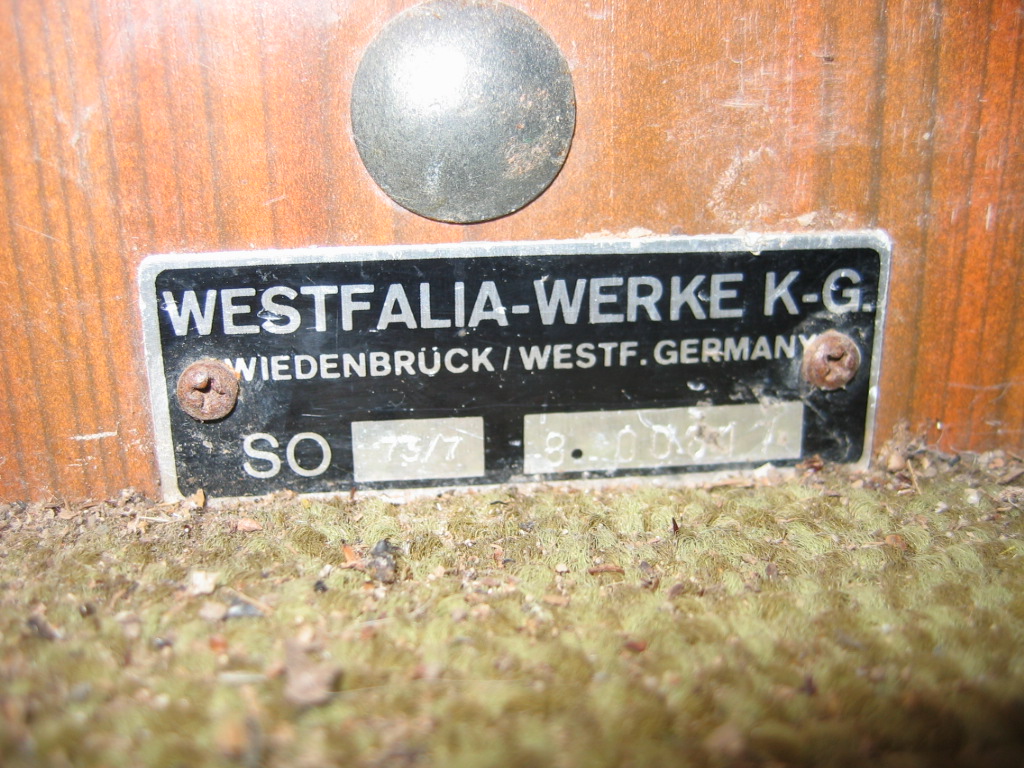 WESTFALIA-WERKE K-G.
WIEDENBRÜCK / WESTF. GERMANY
SO 73/7